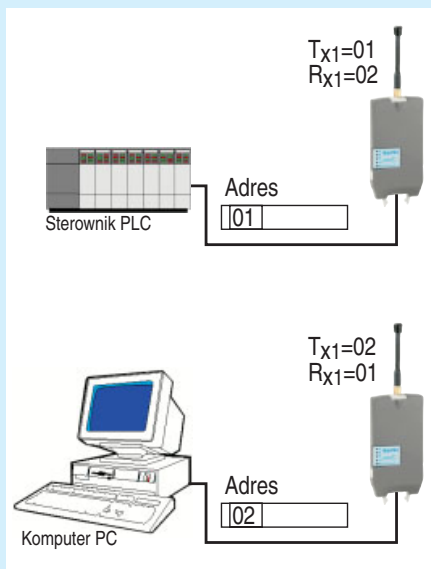 Tx1=01
Rx1=02
Adres
01
Sterownik PLC
Tx1=02
Rx1=01
Adres
02
Komputer PC